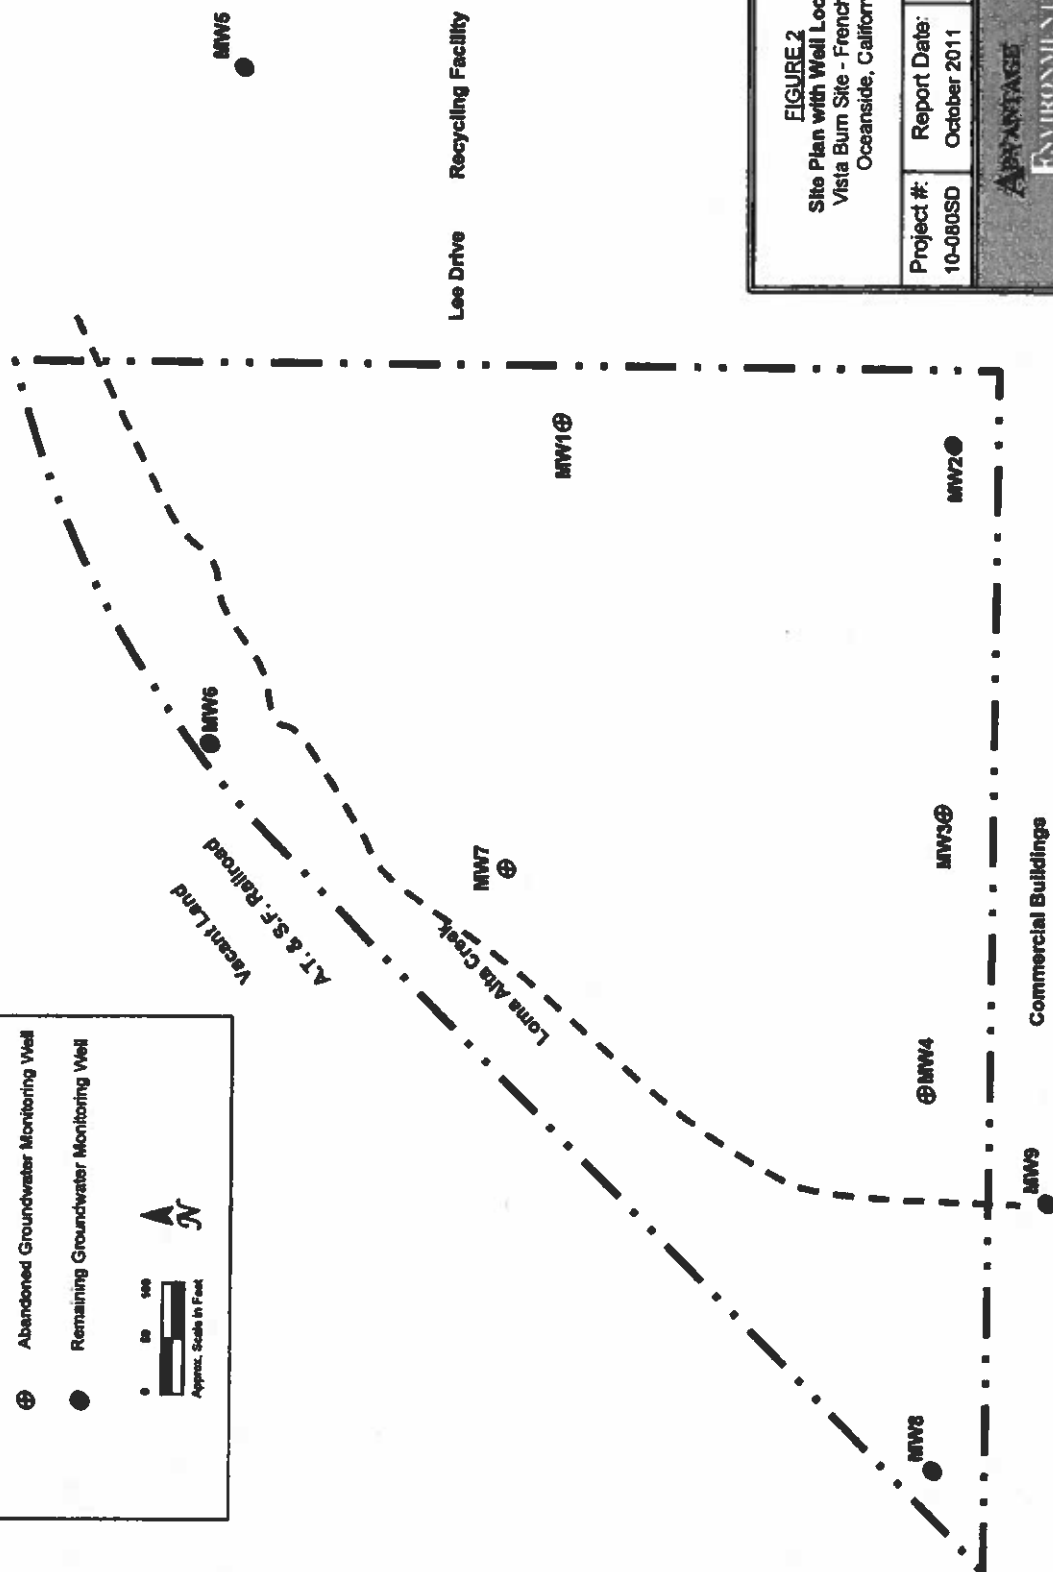 Abandoned Groundwater Monitoring Well
Remaining Groundwater Monitoring Well
0 50 100
Approx. Scale in Feet
N
MW5
Vacant Land
A.T. & S.F. Railroad
MW6
Loma Alta Creek
MW7
MW1
Lee Drive
Recycling Facility
MW8
MW4
MW3
MW2
MW9
Commercial Buildings
FIGURE 2
Site Plan with Well Loc
Vista Burn Site - French
Oceanside, Californ
Project #:
10-080SD
Report Date:
October 2011
ADVANTAGE
ENVIRONMENT